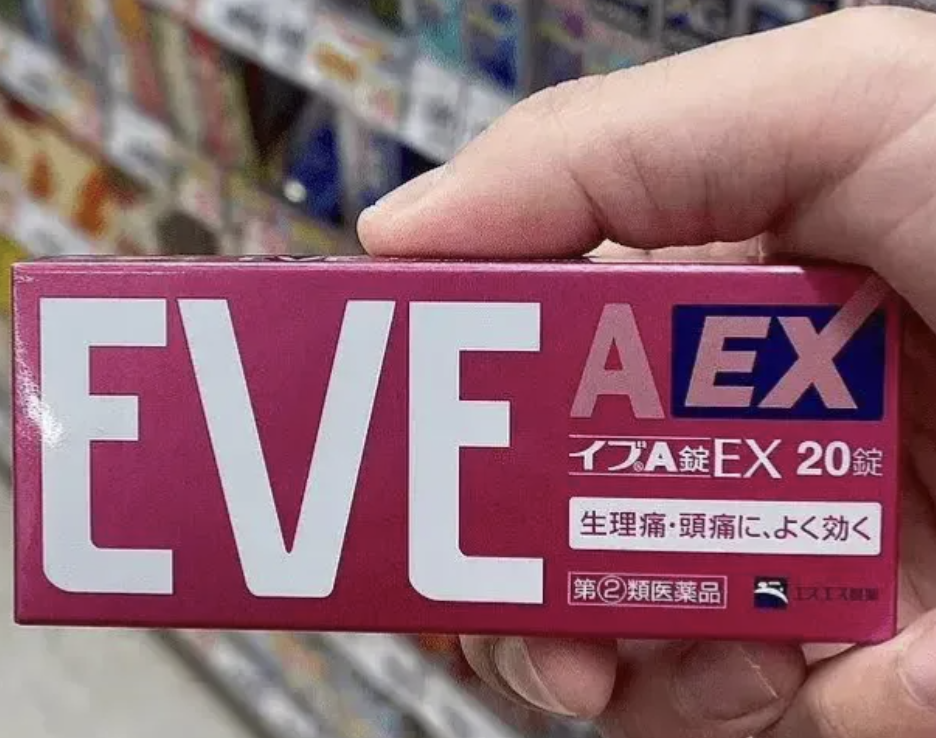 EVE A EX
イブA錠EX 20錠
生理痛・頭痛に、よく効く
第②類医薬品
エスエス製薬